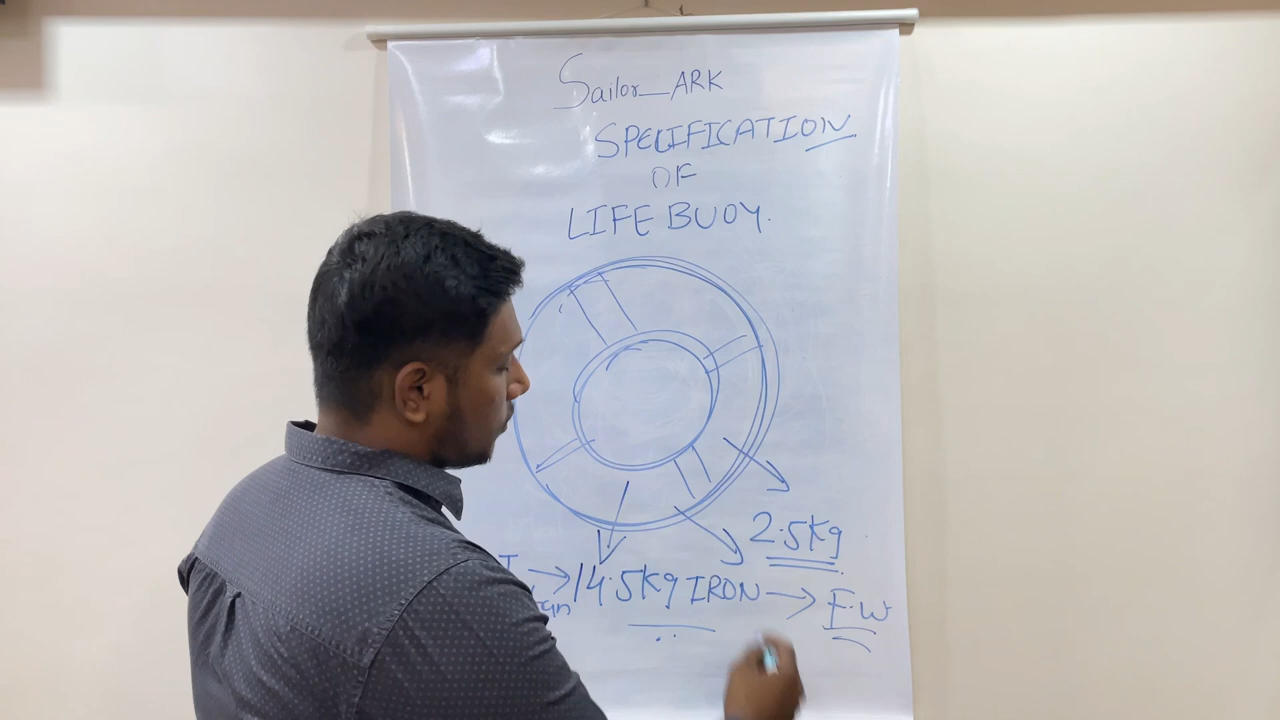 Sailor_ARK
SPECIFICATION
OF
LIFE BUOY.
2.5kg
→14.5kg IRON → F.W